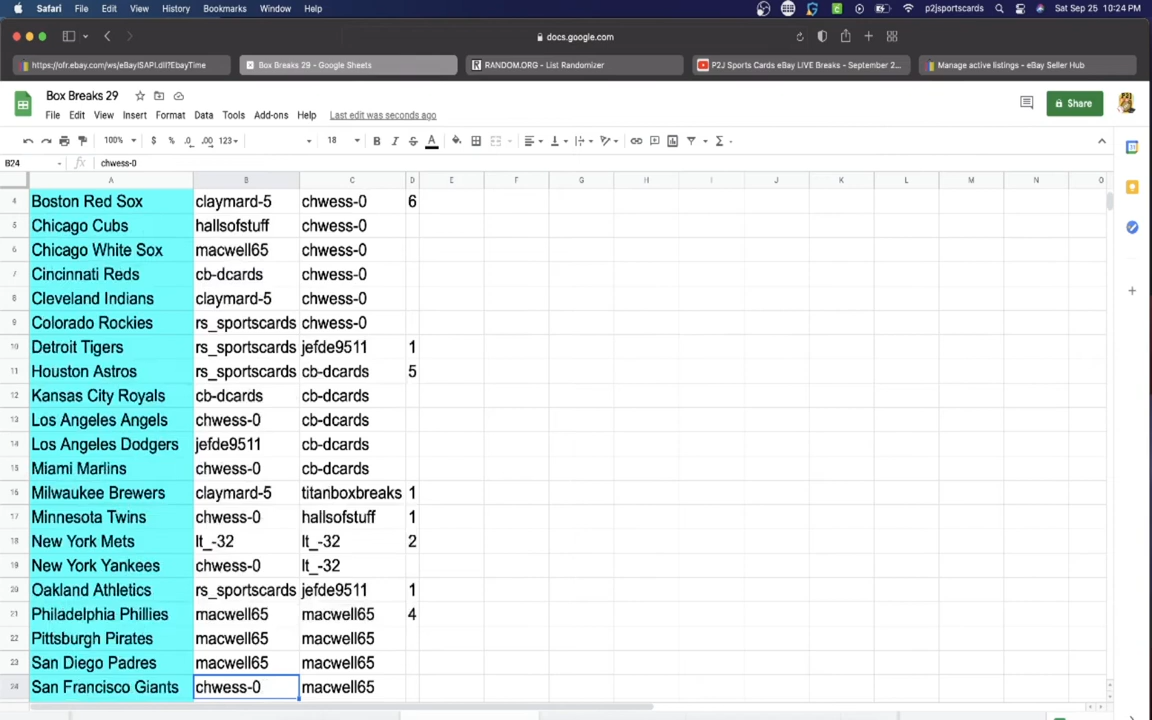 Safari File Edit View History Bookmarks Window Help p2jsportscards Sat Sep 25 10:24 PM
docs.google.com
https://ofr.ebay.com/ws/eBayISAPI.dll?EbayTime Box Breaks 29 - Google Sheets RANDOM.ORG - List Randomizer P2J Sports Cards eBay LIVE Breaks - September 2... Manage active listings - eBay Seller Hub
Box Breaks 29
File Edit View Insert Format Data Tools Add-ons Help Last edit was seconds ago Share
100% $ % .0 .00 123 18 B I S A Σ
B24 fx chwess-0
A B C D E F G H I J K L M N O
4 Boston Red Sox claymard-5 chwess-0 6
5 Chicago Cubs hallsofstuff chwess-0
6 Chicago White Sox macwell65 chwess-0
7 Cincinnati Reds cb-dcards chwess-0
8 Cleveland Indians claymard-5 chwess-0
9 Colorado Rockies rs_sportscards chwess-0
10 Detroit Tigers rs_sportscards jefde9511 1
11 Houston Astros rs_sportscards cb-dcards 5
12 Kansas City Royals cb-dcards cb-dcards
13 Los Angeles Angels chwess-0 cb-dcards
14 Los Angeles Dodgers jefde9511 cb-dcards
15 Miami Marlins chwess-0 cb-dcards
16 Milwaukee Brewers claymard-5 titanboxbreaks 1
17 Minnesota Twins chwess-0 hallsofstuff 1
18 New York Mets lt_-32 lt_-32 2
19 New York Yankees chwess-0 lt_-32
20 Oakland Athletics rs_sportscards jefde9511 1
21 Philadelphia Phillies macwell65 macwell65 4
22 Pittsburgh Pirates macwell65 macwell65
23 San Diego Padres macwell65 macwell65
24 San Francisco Giants chwess-0 macwell65